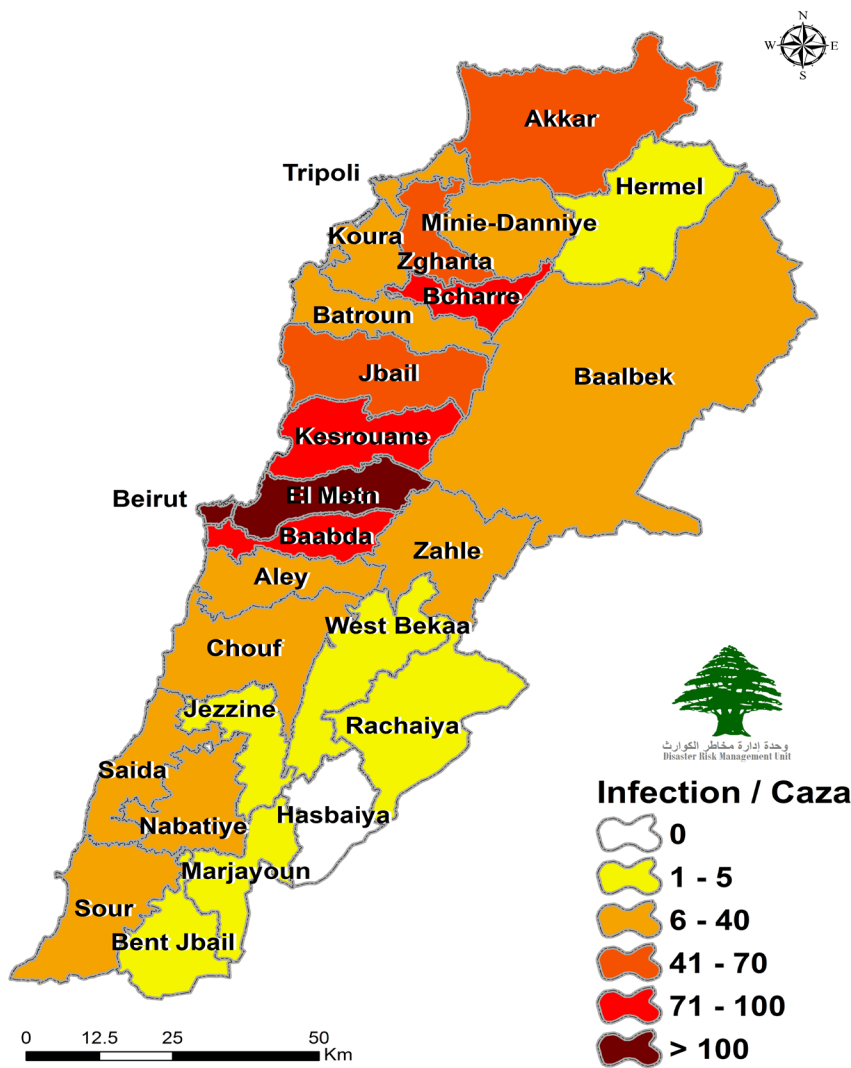 N
W E
S
Akkar
Tripoli
Hermel
Minie-Danniye
Koura
Zgharta
Bcharre
Batroun
Jbail
Baalbek
Kesrouane
El Metn
Beirut
Baabda
Zahle
Aley
West Bekaa
Chouf
Jezzine
Rachaiya
Saida
Hasbaiya
Nabatiye
Marjayoun
Sour
Bent Jbail
وحدة إدارة مخاطر الكوارث
Disaster Risk Management Unit
Infection / Caza
0
1 - 5
6 - 40
41 - 70
71 - 100
> 100
0 12.5 25 50
Km